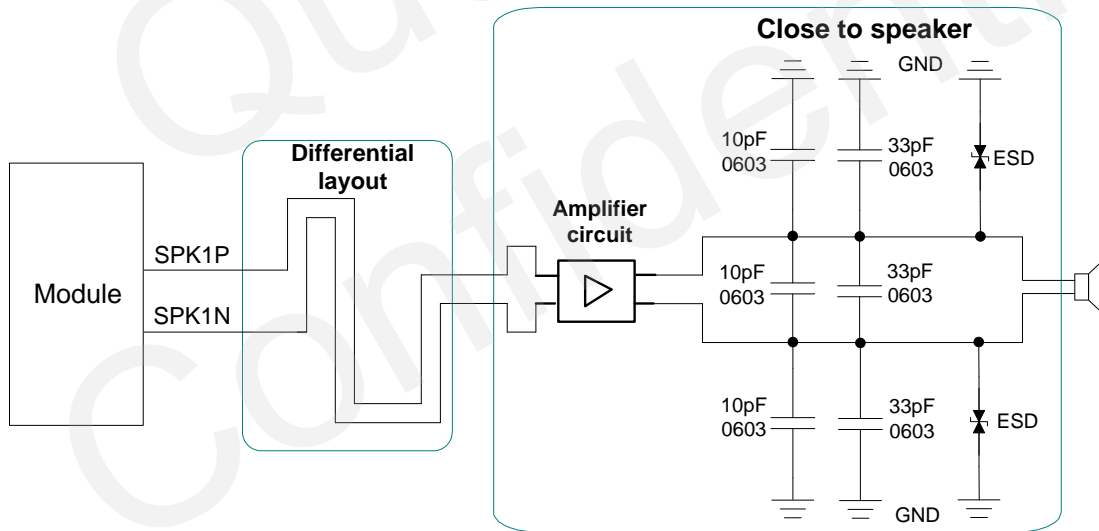 Close to speaker
GND
Differential
layout
10pF
0603
33pF
0603
ESD
Amplifier
circuit
SPK1P
Module
SPK1N
10pF
0603
33pF
0603
10pF
0603
33pF
0603
ESD
GND